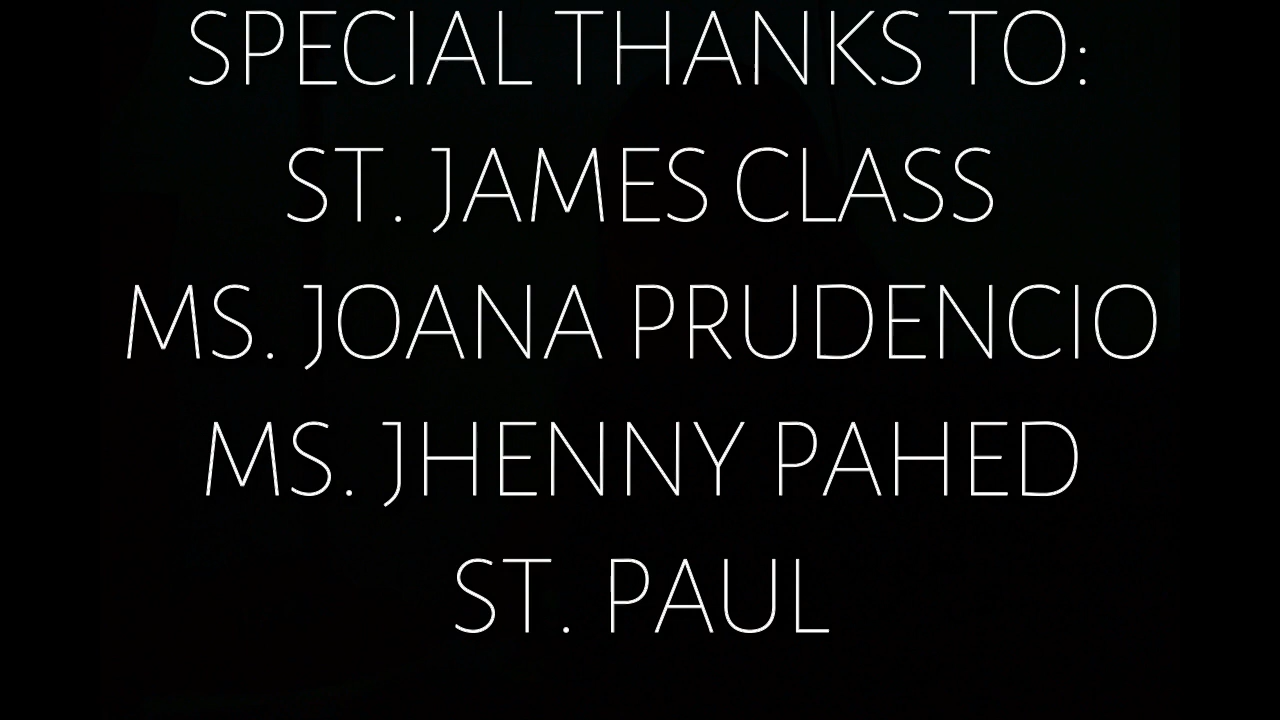 SPECIAL THANKS TO:
ST. JAMES CLASS
MS. JOANA PRUDENCIO
MS. JHENNY PAHED
ST. PAUL